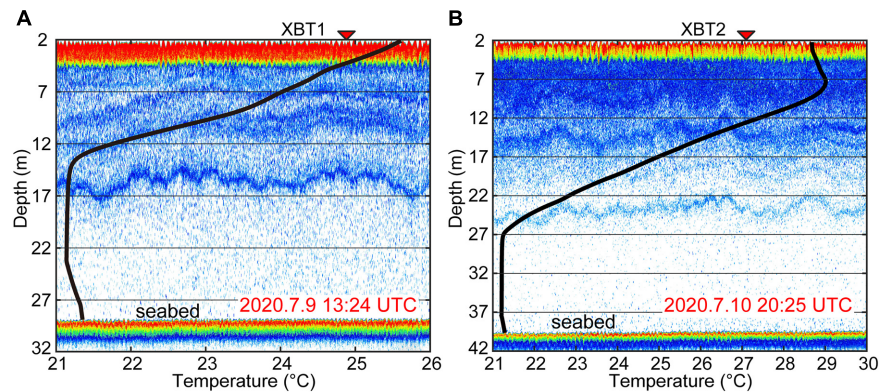 A
XBT1
2
7
12
17
22
27
32
Depth (m)
seabed
2020.7.9 13:24 UTC
21 22 23 24 25 26
Temperature (°C)
B
XBT2
2
7
12
17
22
27
32
37
42
Depth (m)
seabed
2020.7.10 20:25 UTC
21 22 23 24 25 26 27 28 29 30
Temperature (°C)